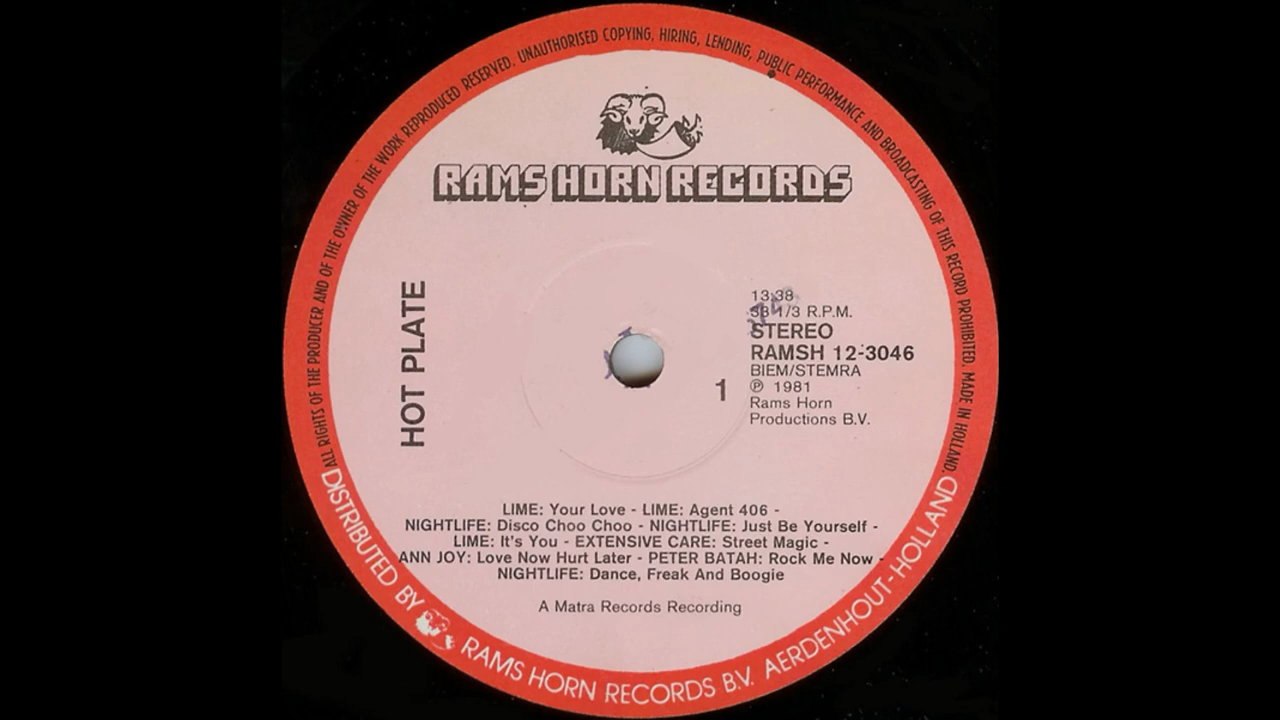 ALL RIGHTS OF THE PRODUCER AND OF THE OWNER OF THE WORK REPRODUCED RESERVED. UNAUTHORISED COPYING, HIRING, LENDING, PUBLIC PERFORMANCE AND BROADCASTING OF THIS RECORD PROHIBITED. MADE IN HOLLAND.
RAMS HORN RECORDS
HOT PLATE
13:38
33 1/3 R.P.M.
STEREO
RAMSH 12-3046
BIEM/STEMRA
1
℗ 1981
Rams Horn
Productions B.V.
LIME: Your Love - LIME: Agent 406 -
NIGHTLIFE: Disco Choo Choo - NIGHTLIFE: Just Be Yourself -
LIME: It's You - EXTENSIVE CARE: Street Magic -
ANN JOY: Love Now Hurt Later - PETER BATAH: Rock Me Now -
NIGHTLIFE: Dance, Freak And Boogie
A Matra Records Recording
DISTRIBUTED BY RAMS HORN RECORDS B.V. AERDENHOUT-HOLLAND